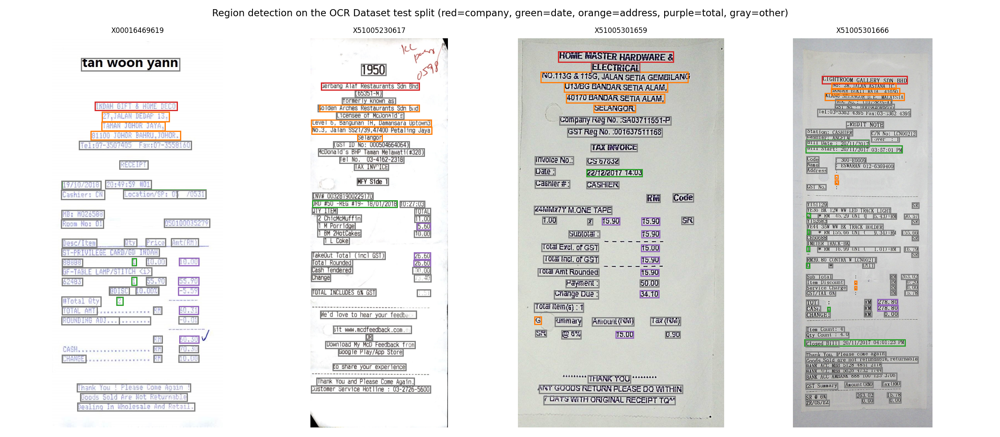 Region detection on the OCR Dataset test split (red=company, green=date, orange=address, purple=total, gray=other)
X00016469619
tan woon yann
INDAH GIFT & HOME DECO
27,JALAN DEDAP 13,
TAMAN JOHOR JAYA,
81100 JOHOR BAHRU,JOHOR.
Tel:07-3507405 Fax:07-3558160
RECEIPT
19/10/2018 20:49:59 #01
Cashier: CN Location/SP: 05 /0531
MB: M026588
Room No: 01 050100035279
Desc/Item Qty Price Amt(RM)
ST-PRIVILEGE CARD/GD INDAH
88888 1 10.00 10.00
GF-TABLE LAMP/STITCH <i>
62483 1 55.90 55.90
@DISC 10.00% -5.59
#Total Qty 2
TOTAL AMT.............. RM 60.31
ROUNDING ADJ............ -0.01
RM 60.30
CASH.................... RM 70.30
CHANGE.................. RM 10.00
Thank You ! Please Come Again !
Goods Sold Are Not Returnable
Dealing In Wholesale And Retail.
X51005230617
0598
1950
Gerbang Alaf Restaurants Sdn Bhd
(65351-M)
formerly known as
Golden Arches Restaurants Sdn Bhd
Licensee of McDonald's
Level 6, Bangunan TH, Damansara Uptown3
No.3, Jalan SS21/39,47400 Petaling Jaya
Selangor
(GST ID No: 000504664064)
McDonald's BHP Taman Melawati(#328)
Tel No. 03-4162-2318
TAX INVOICE
MFY Side 1
INV# 003281900229170
ORD #50 -REG #19- 18/01/2018 10:27:03
QTY ITEM TOTAL
2 ChicMcMuffin 11.00
1 M Porridge 5.60
1 BM 2HotCakes 10.00
1 L Coke
TakeOut Total (incl GST) 26.60
Total Rounded 26.60
Cash Tendered 00.00
Change 73.40
TOTAL INCLUDES 6% GST 1.51
We'd love to hear your feedba
sit www.mcdfeedback.com.my
OR
Download My McD Feedback from
Google Play/App Store
to share your experience
Thank You and Please Come Again.
Customer Service Hotline : 03-2726-5600
X51005301659
HOME MASTER HARDWARE &
ELECTRICAL
NO.113G & 115G, JALAN SETIA GEMBILANG
U13/BG BANDAR SETIA ALAM,
40170 BANDAR SETIA ALAM,
SELANGOR.
Company Reg No. :SA03711551-P
GST Reg No. :001637511168
TAX INVOICE
Invoice No.: CS 67832
Date : 22/12/2017 14:03
Cashier # : CASHIER
RM Code
24MMx7Y M.ONE TAPE
1.00 x 15.90 15.90 SR
Subtotal : 15.90
Total Excl. of GST 15.00
Total Incl. of GST 15.90
Total Amt Rounded 15.90
Payment : 50.00
Change Due : 34.10
Total Item(s) : 1
G ummary Amount(RM) Tax (RM)
SR @ 6% 15.00 0.90
********* THANK YOU *********
ANY GOODS RETURN PLEASE DO WITHIN
7 DAYS WITH ORIGINAL RECEIPT TQ^^
X51005301666
LIGHTROOM GALLERY SDN BHD
NO: 28, JALAN ASTANA 1C,
BANDAR BUKIT RAJA, 41050
KLANG SELANGOR D.E, MALAYSIA
ROC No. : (1072825-A)
GST No. : 000584089600
Tel:03-3362 4395 Fax:03-3362 4395
CREDIT NOTE
Station: CASHIER C/N No: LCN00212
Cashier: ANGELA Cover : 1
Bill Date : 20/11/2017
Bill Start: 20/11/2017 03:57:01 PM
Code : 300-E0009
Name : ESWARAN 012-6369400
Address :
:
:
GST No. :
YT51129 SR
YE36 BK 12W WW LED TRACK LIGHT
2 * RM 45.29 UNI ( 5.43)=RM 90.57
YT52683 SR
YE44 35W WW BK TRACK HOLDER
1 * RM 155.66 UNI ( 9.34)=RM 155.66
CH50688 SR
1METER TRACK-BK
1 * RM 16.99 UNI ( 1.01)=RM 16.79
- SR
RM39.80 CONTRA W LCN00211
0 * UNIT
Sub Total : RM 263.02
Item Discount : RM 0.20
Service Charge : RM 0.00
GST/TAX 6% : RM 15.78
TOT : RM 278.80
CASH : RM 278.80
CHANGE: RM 0.00
Item Count: 4
Qty Count : 4.0
Closed Bill 20/11/2017 04:01:23 PM
Thank You, Please come again
Goods Sold are not refundable,returnable
BANK ACC MBB 5128 4851 2118
BANK ACC MBB 5628 4732 1744
BANK ACC AMBANK 888 100 123 3706
GST Summary Amount(RM) Tax(RM)
SR @ 6% 263.02 15.78
ZR/OS/EZ 0.00 0.00